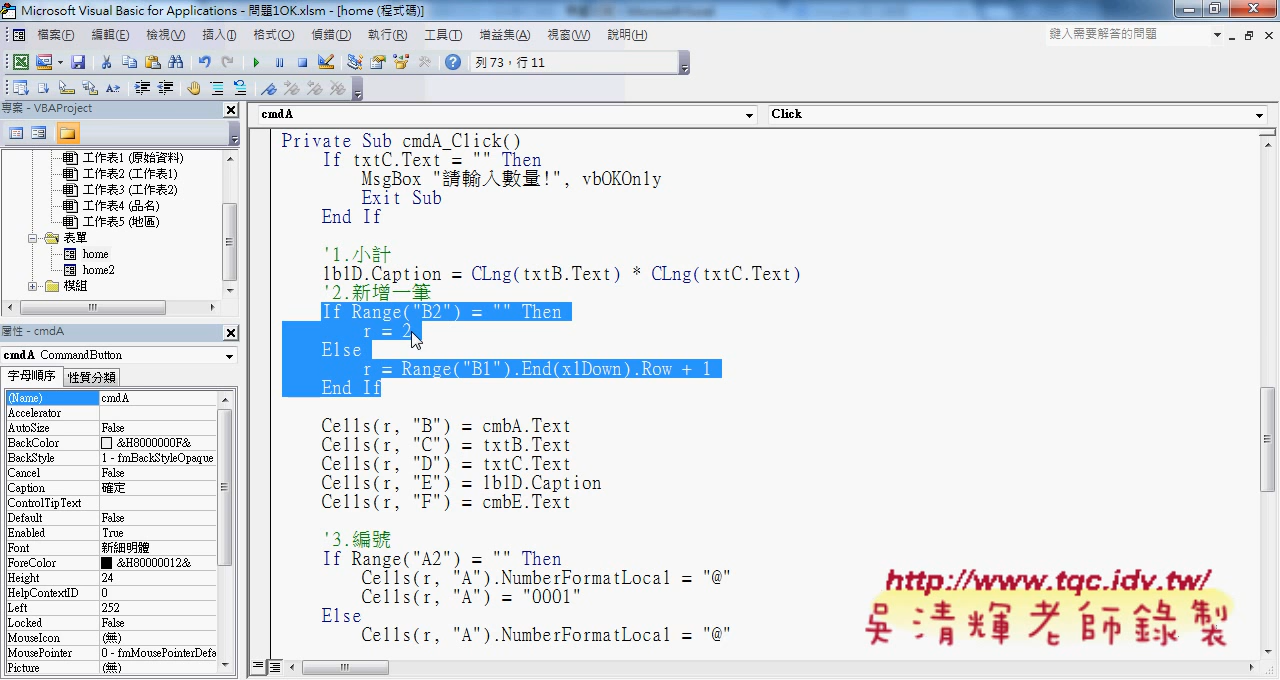 Microsoft Visual Basic for Applications - 問題1OK.xlsm - [home (程式碼)]
檔案(F) 編輯(E) 檢視(V) 插入(I) 格式(O) 偵錯(D) 執行(R) 工具(T) 增益集(A) 視窗(W) 說明(H) 鍵入需要解答的問題
列 73，行 11
專案 - VBAProject
工作表1 (原始資料)
工作表2 (工作表1)
工作表3 (工作表2)
工作表4 (品名)
工作表5 (地區)
表單
home
home2
模組
屬性 - cmdA
cmdA CommandButton
字母順序 性質分類
(Name) cmdA
Accelerator
AutoSize False
BackColor &H8000000F&
BackStyle 1 - fmBackStyleOpaque
Cancel False
Caption 確定
ControlTipText
Default False
Enabled True
Font 新細明體
ForeColor &H80000012&
Height 24
HelpContextID 0
Left 252
Locked False
MouseIcon (無)
MousePointer 0 - fmMousePointerDefa
Picture (無)
cmdA Click
Private Sub cmdA_Click()
If txtC.Text = "" Then
MsgBox "請輸入數量!", vbOKOnly
Exit Sub
End If
'1.小計
lblD.Caption = CLng(txtB.Text) * CLng(txtC.Text)
'2.新增一筆
If Range("B2") = "" Then
r = 2
Else
r = Range("B1").End(xlDown).Row + 1
End If
Cells(r, "B") = cmbA.Text
Cells(r, "C") = txtB.Text
Cells(r, "D") = txtC.Text
Cells(r, "E") = lblD.Caption
Cells(r, "F") = cmbE.Text
'3.編號
If Range("A2") = "" Then
Cells(r, "A").NumberFormatLocal = "@"
Cells(r, "A") = "0001"
Else
Cells(r, "A").NumberFormatLocal = "@"
http://www.tqc.idv.tw/
吳清輝老師錄製